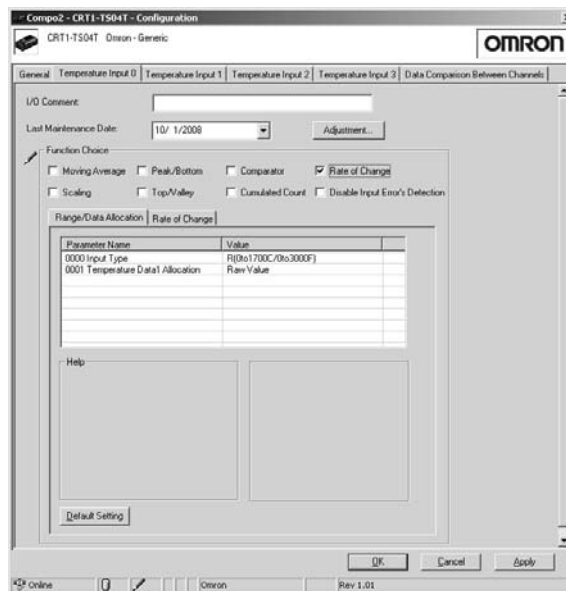 Compo2 - CRT1-TS04T - Configuration
CRT1-TS04T Omron - Generic
OMRON
General Temperature Input 0 Temperature Input 1 Temperature Input 2 Temperature Input 3 Data Comparison Between Channels
I/O Comment:
Last Maintenance Date: 10/ 1/2008 Adjustment...
Function Choice
Moving Average Peak/Bottom Comparator Rate of Change
Scaling Top/Valley Cumulated Count Disable Input Error's Detection
Range/Data Allocation Rate of Change
Parameter Name Value
0000 Input Type R(0to1700C/0to3000F)
0001 Temperature Data1 Allocation Raw Value
Help
Default Setting
OK Cancel Apply
Online Omron Rev 1.01